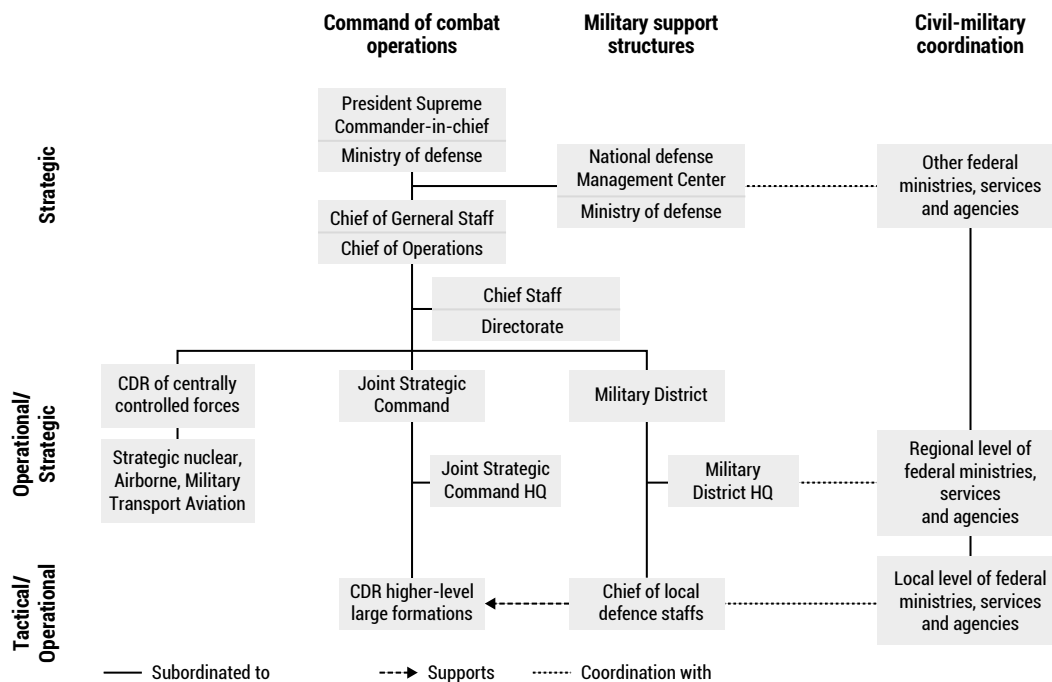 Command of combat
operations
Military support
structures
Civil-military
coordination
Strategic
President Supreme
Commander-in-chief
Ministry of defense
National defense
Management Center
Ministry of defense
Other federal
ministries, services
and agencies
Chief of Gerneral Staff
Chief of Operations
Chief Staff
Directorate
Operational/
Strategic
CDR of centrally
controlled forces
Joint Strategic
Command
Military District
Strategic nuclear,
Airborne, Military
Transport Aviation
Joint Strategic
Command HQ
Military
District HQ
Regional level of
federal ministries,
services
and agencies
Tactical/
Operational
CDR higher-level
large formations
Chief of local
defence staffs
Local level of federal
ministries, services
and agencies
Subordinated to
Supports
Coordination with